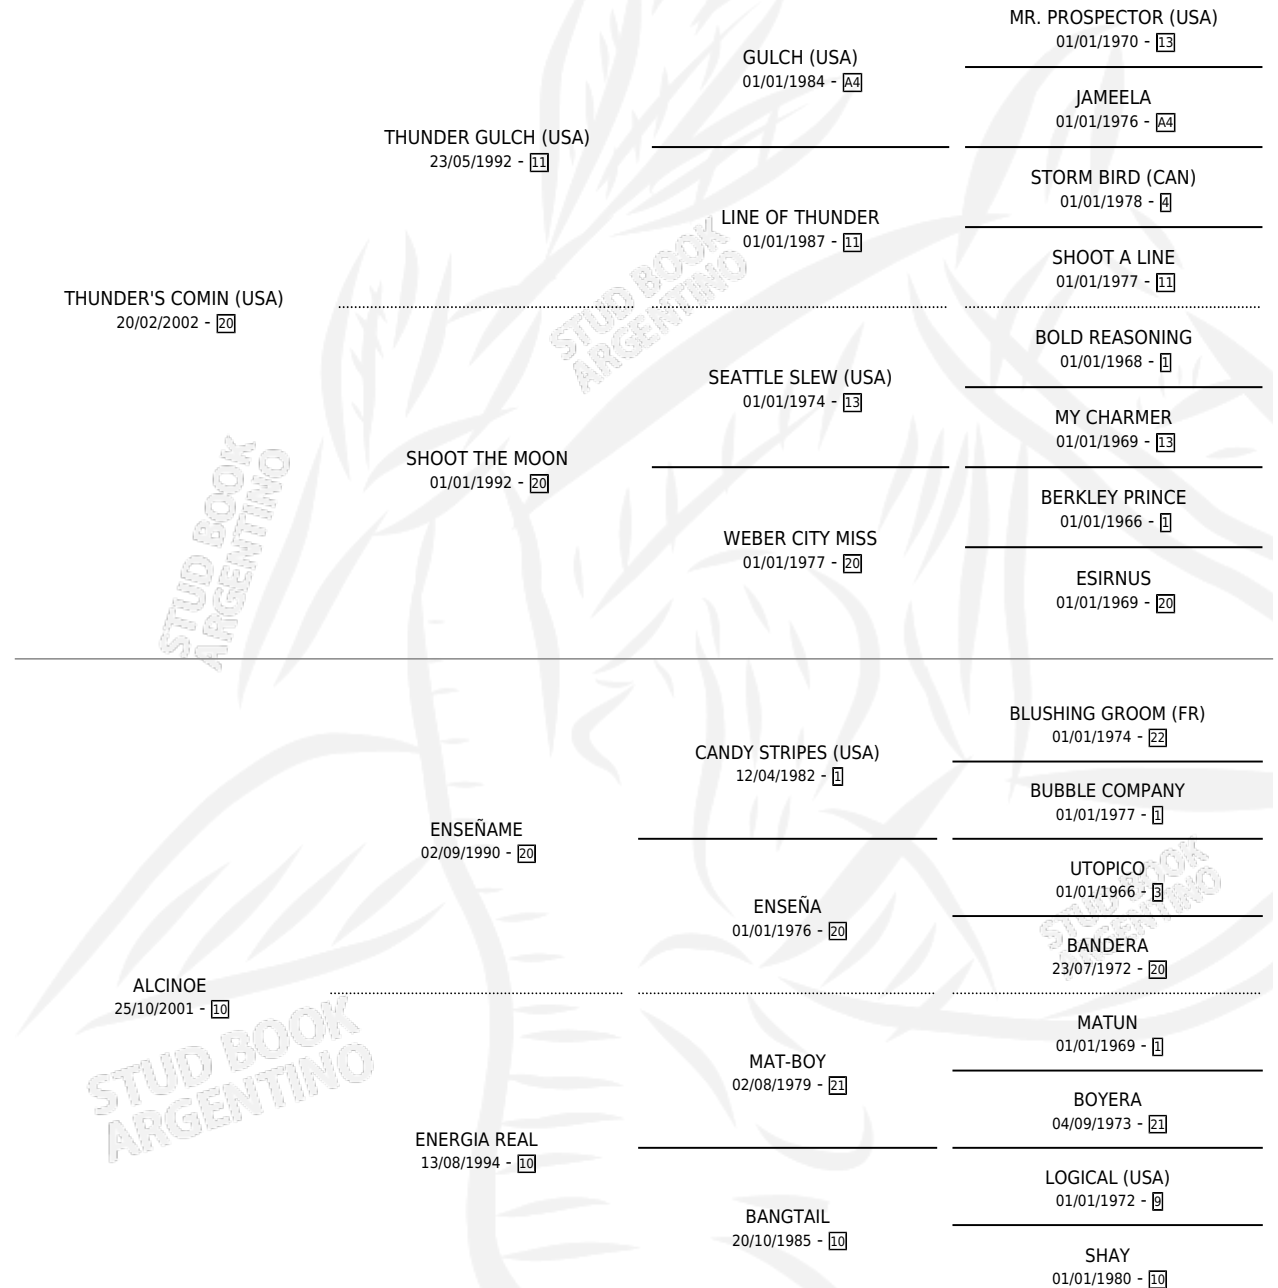 MR. PROSPECTOR (USA)
01/01/1970 - 13
GULCH (USA)
01/01/1984 - A4
JAMEELA
01/01/1976 - A4
THUNDER GULCH (USA)
23/05/1992 - 11
STORM BIRD (CAN)
01/01/1978 - 4
LINE OF THUNDER
01/01/1987 - 11
SHOOT A LINE
01/01/1977 - 11
THUNDER'S COMIN (USA)
20/02/2002 - 20
STUD BOOK
ARGENTINO
BOLD REASONING
01/01/1968 - 1
SEATTLE SLEW (USA)
01/01/1974 - 13
MY CHARMER
01/01/1969 - 13
SHOOT THE MOON
01/01/1992 - 20
BERKLEY PRINCE
01/01/1966 - 1
WEBER CITY MISS
01/01/1977 - 20
ESIRNUS
01/01/1969 - 20
STUD BOOK
ARGENTINO
BLUSHING GROOM (FR)
01/01/1974 - 22
CANDY STRIPES (USA)
12/04/1982 - 1
BUBBLE COMPANY
01/01/1977 - 1
ENSEÑAME
02/09/1990 - 20
UTOPICO
01/01/1966 - 3
ENSEÑA
01/01/1976 - 20
STUD BOOK
ARGENTINO
BANDERA
23/07/1972 - 20
ALCINOE
25/10/2001 - 10
STUD BOOK
ARGENTINO
MATUN
01/01/1969 - 1
MAT-BOY
02/08/1979 - 21
BOYERA
04/09/1973 - 21
ENERGIA REAL
13/08/1994 - 10
LOGICAL (USA)
01/01/1972 - 9
BANGTAIL
20/10/1985 - 10
SHAY
01/01/1980 - 10